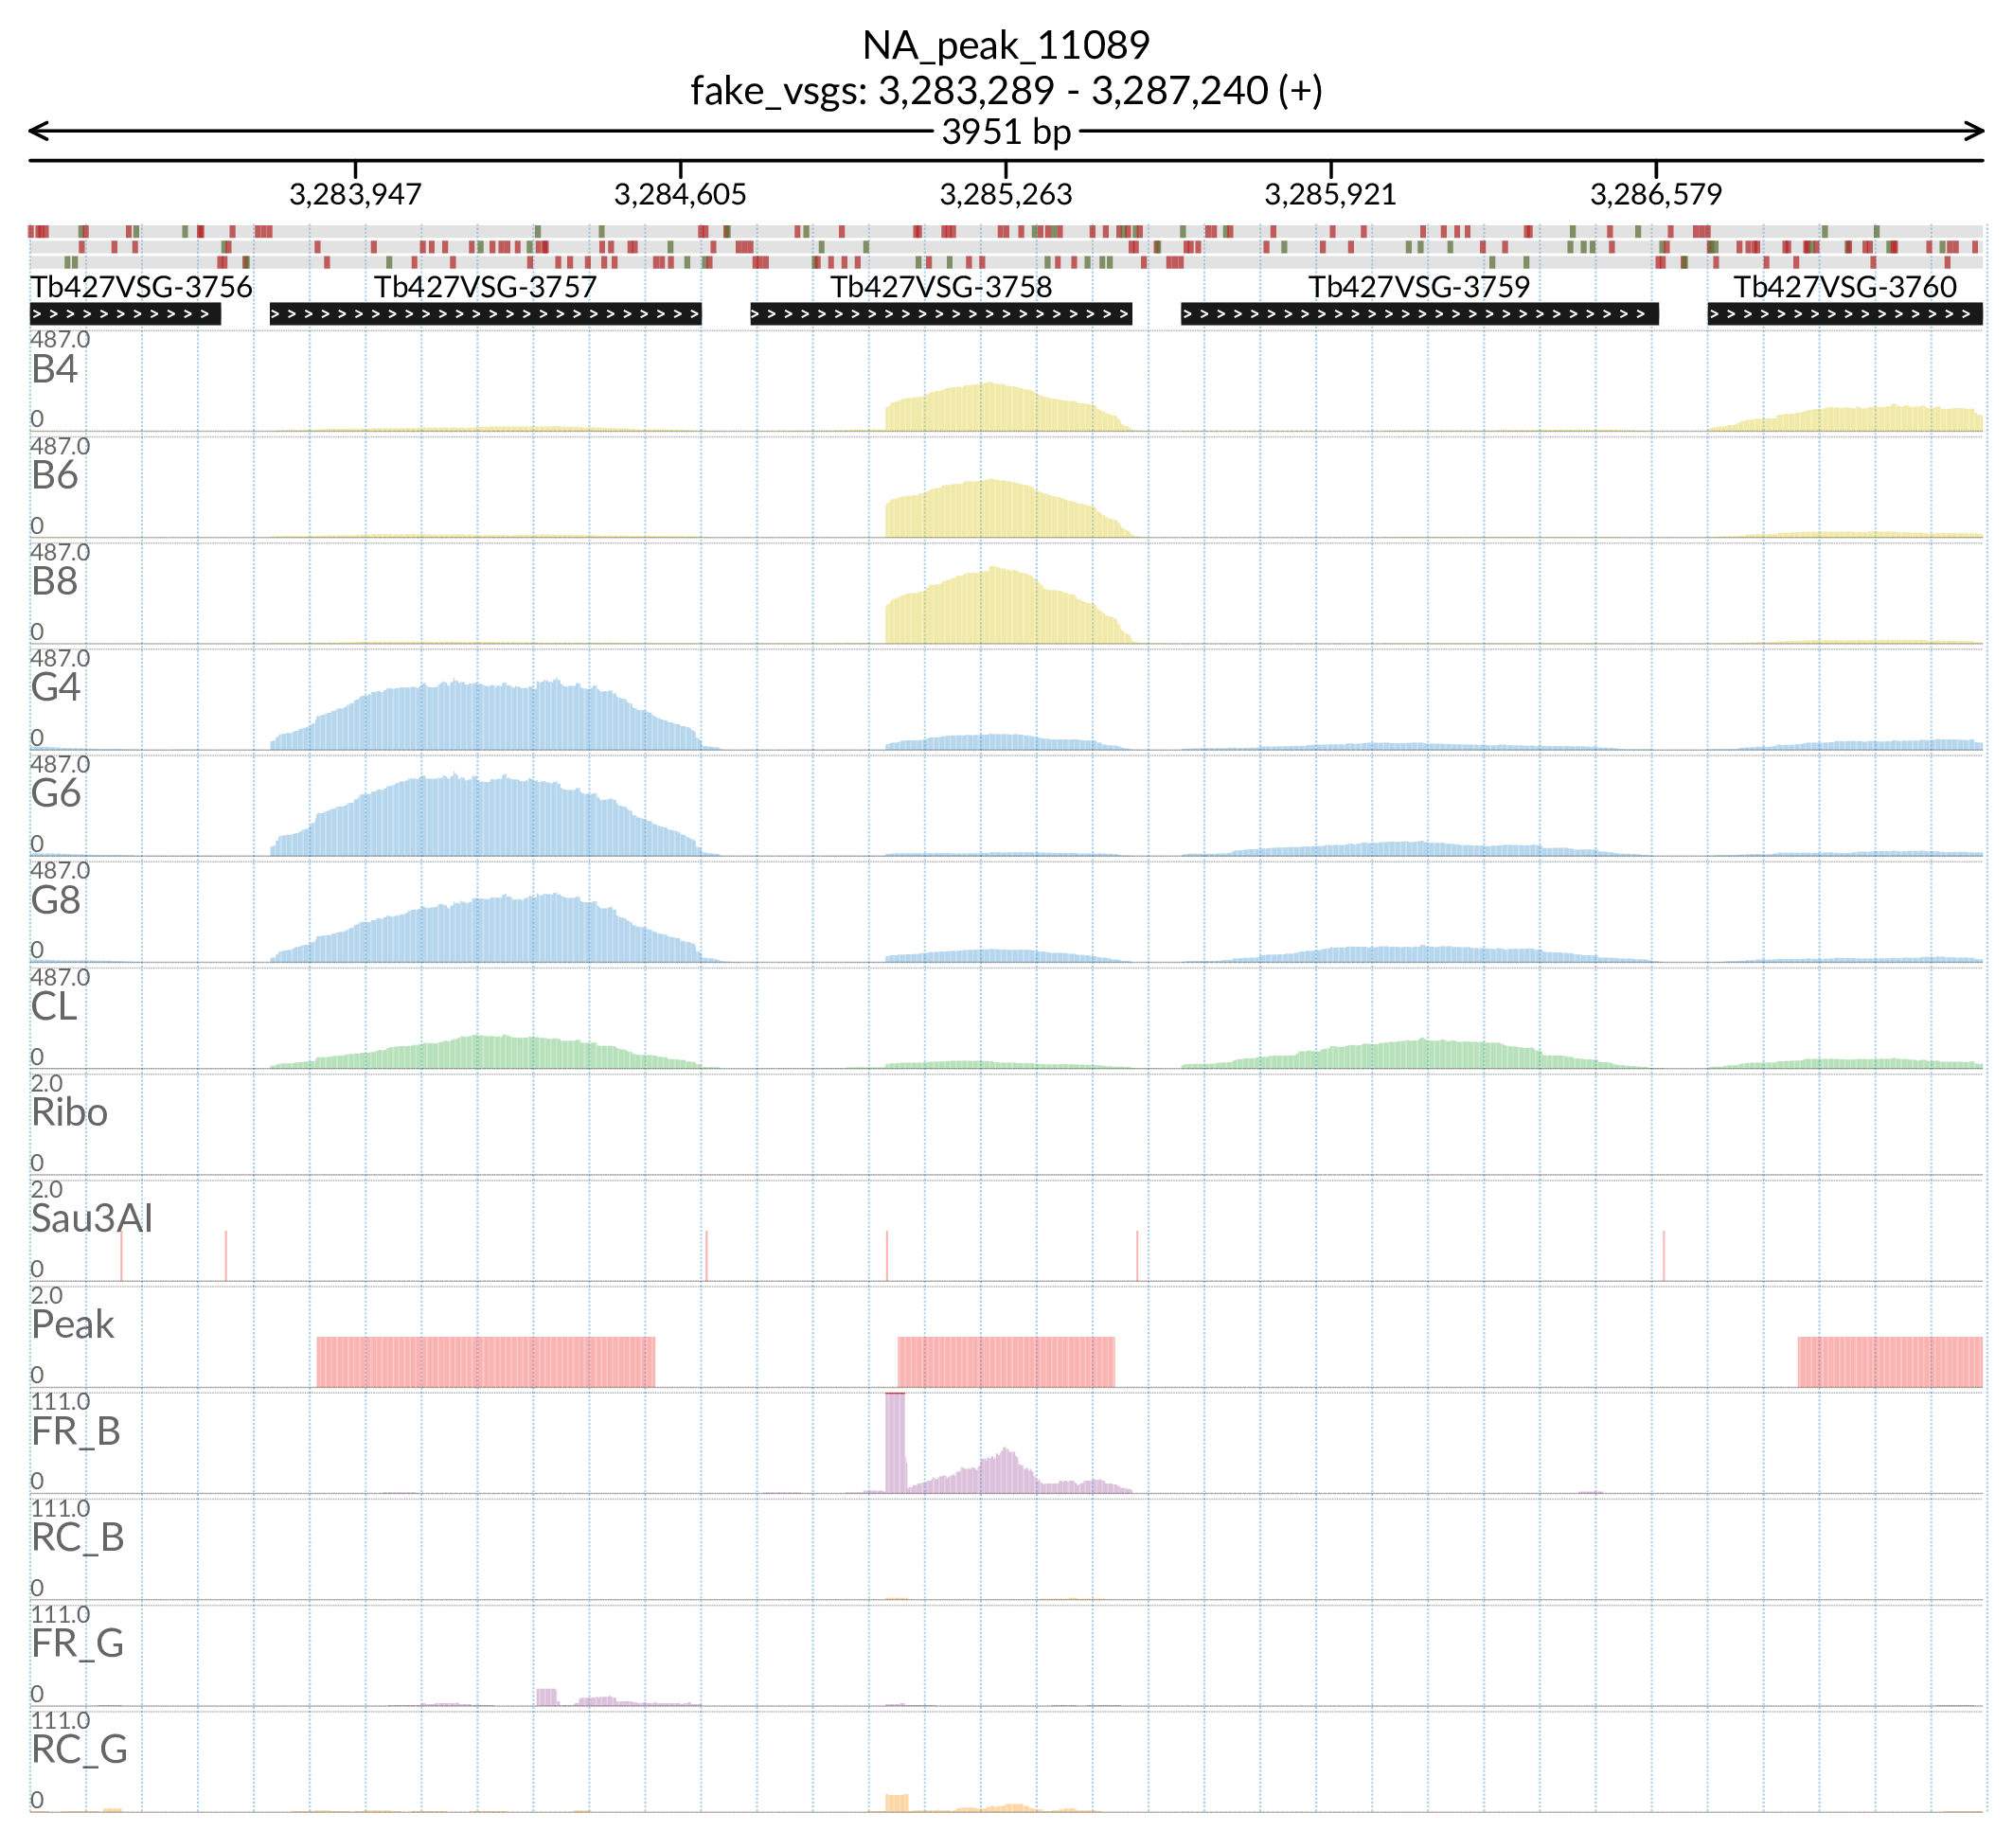 NA_peak_11089
fake_vsgs: 3,283,289 - 3,287,240 (+)
3951 bp
3,283,947 3,284,605 3,285,263 3,285,921 3,286,579
Tb427VSG-3756 Tb427VSG-3757 Tb427VSG-3758 Tb427VSG-3759 Tb427VSG-3760
487.0
B4
0
487.0
B6
0
487.0
B8
0
487.0
G4
0
487.0
G6
0
487.0
G8
0
487.0
CL
0
2.0
Ribo
0
2.0
Sau3AI
0
2.0
Peak
0
111.0
FR_B
0
111.0
RC_B
0
111.0
FR_G
0
111.0
RC_G
0